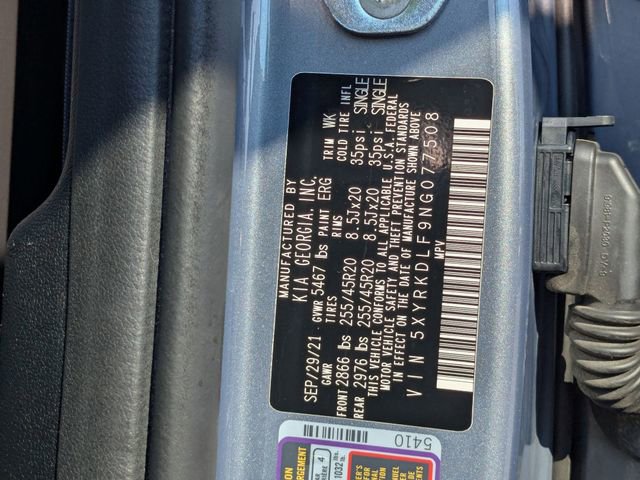 MANUFACTURED BY
KIA GEORGIA, INC.
SEP/29/21 GVWR 5467 lbs PAINT ERG TRIM WK
GAWR TIRES RIMS COLD TIRE INFL
FRONT 2866 lbs 255/45R20 8.5Jx20 35psi SINGLE
REAR 2976 lbs 255/45R20 8.5Jx20 35psi SINGLE
THIS VEHICLE CONFORMS TO ALL APPLICABLE U.S.A. FEDERAL
MOTOR VEHICLE SAFETY AND THEFT PREVENTION STANDARDS
IN EFFECT ON THE DATE OF MANUFACTURE SHOWN ABOVE
VIN 5XYRKDLF9NG077508
MPV
5410
4
1032 lb.